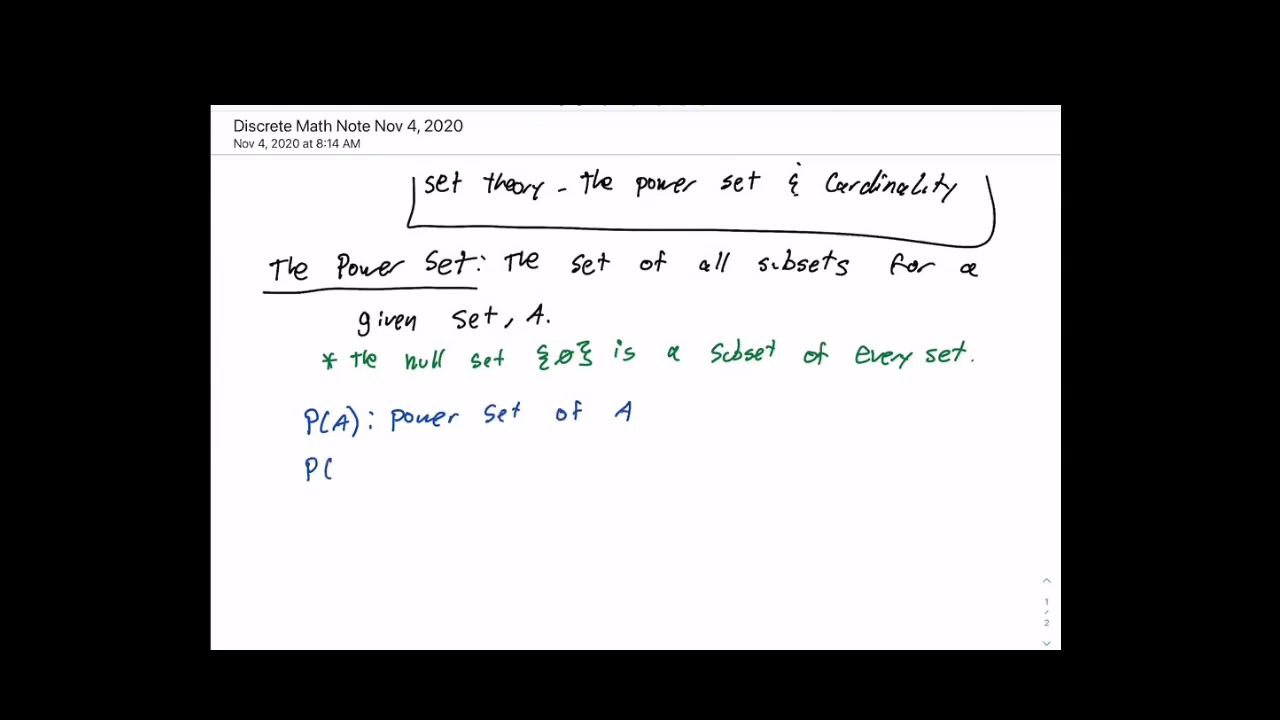 Discrete Math Note Nov 4, 2020
Nov 4, 2020 at 8:14 AM
set theory - The power set & Cardinality
The Power Set: The set of all subsets for a
given set, A.
* The null set {ø} is a subset of every set.
P(A): power set of A
P(
1
/
2